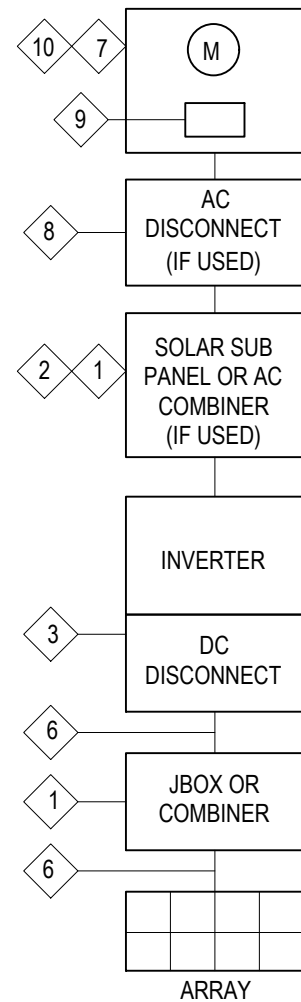 10 7 M
9
8
AC
DISCONNECT
(IF USED)
2 1
SOLAR SUB
PANEL OR AC
COMBINER
(IF USED)
INVERTER
3
DC
DISCONNECT
6
1
JBOX OR
COMBINER
6
ARRAY